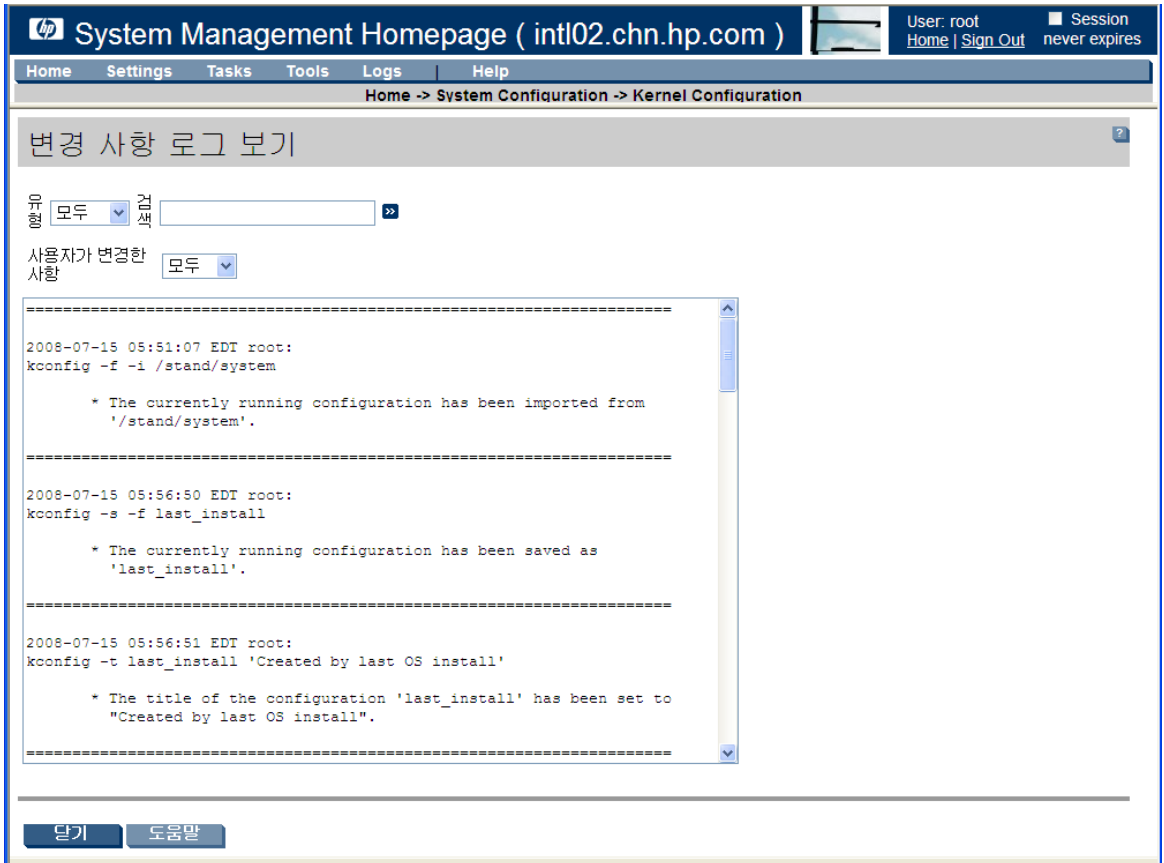 hp System Management Homepage ( intl02.chn.hp.com )
User: root
Home | Sign Out
Session
never expires
Home Settings Tasks Tools Logs | Help
Home -> System Configuration -> Kernel Configuration
변경 사항 로그 보기
?
유형 모두 검색
사용자가 변경한
사항 모두
======================================================================
2008-07-15 05:51:07 EDT root:
kconfig -f -i /stand/system
* The currently running configuration has been imported from
'/stand/system'.
======================================================================
2008-07-15 05:56:50 EDT root:
kconfig -s -f last_install
* The currently running configuration has been saved as
'last_install'.
======================================================================
2008-07-15 05:56:51 EDT root:
kconfig -t last_install 'Created by last OS install'
* The title of the configuration 'last_install' has been set to
"Created by last OS install".
======================================================================
닫기 도움말